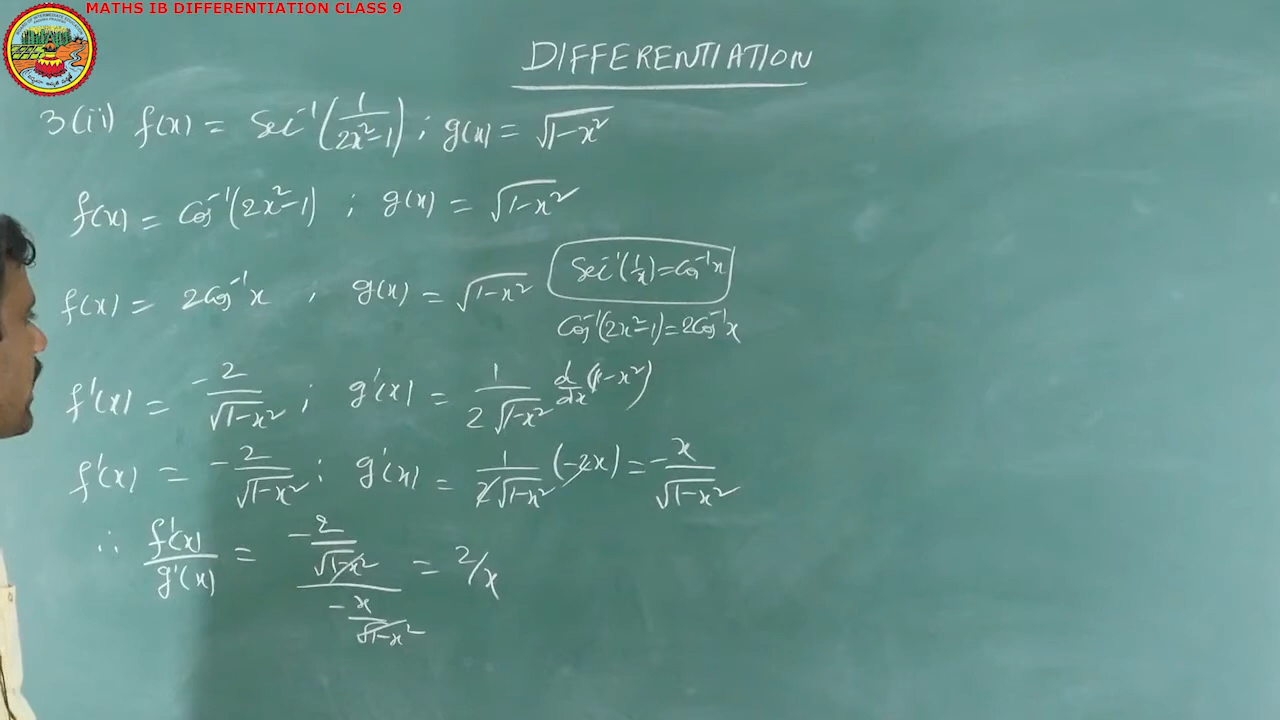 MATHS IB DIFFERENTIATION CLASS 9
DIFFERENTIATION
3(ii) f(x) = Sec⁻¹(1/(2x²-1)) ; g(x) = √(1-x²)
f(x) = Cos⁻¹(2x²-1) ; g(x) = √(1-x²)
f(x) = 2Cos⁻¹x ; g(x) = √(1-x²)
Sec⁻¹(1/x) = Cos⁻¹x
Cos⁻¹(2x²-1) = 2Cos⁻¹x
f'(x) = -2/√(1-x²) ; g'(x) = 1/(2√(1-x²)) d/dx (1-x²)
f'(x) = -2/√(1-x²) ; g'(x) = 1/(2√(1-x²)) (-2x) = -x/√(1-x²)
∴ f'(x)/g'(x) = (-2/√(1-x²))/(-x/√(1-x²)) = 2/x